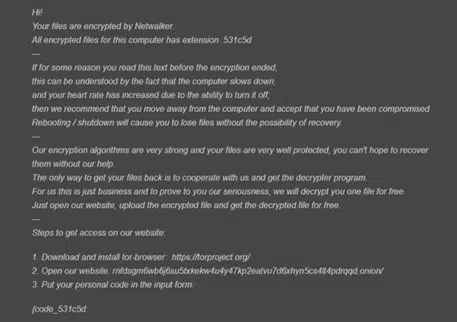 Hi!
Your files are encrypted by Netwalker.
All encrypted files for this computer has extension .531c5d
---
If for some reason you read this text before the encryption ended,
this can be understood by the fact that the computer slows down,
and your heart rate has increased due to the ability to turn it off,
then we recommend that you move away from the computer and accept that you have been compromised
Rebooting / shutdown will cause you to lose files without the possibility of recovery.
---
Our encryption algorithms are very strong and your files are very well protected, you can't hope to recover
them without our help.
The only way to get your files back is to cooperate with us and get the decrypter program.
For us this is just business and to prove to you our seriousness, we will decrypt you one file for free.
Just open our website, upload the encrypted file and get the decrypted file for free.
---
Steps to get access on our website:
1. Download and install tor-browser: https://torproject.org/
2. Open our website:
3. Put your personal code in the input form:
{code_531c5d: